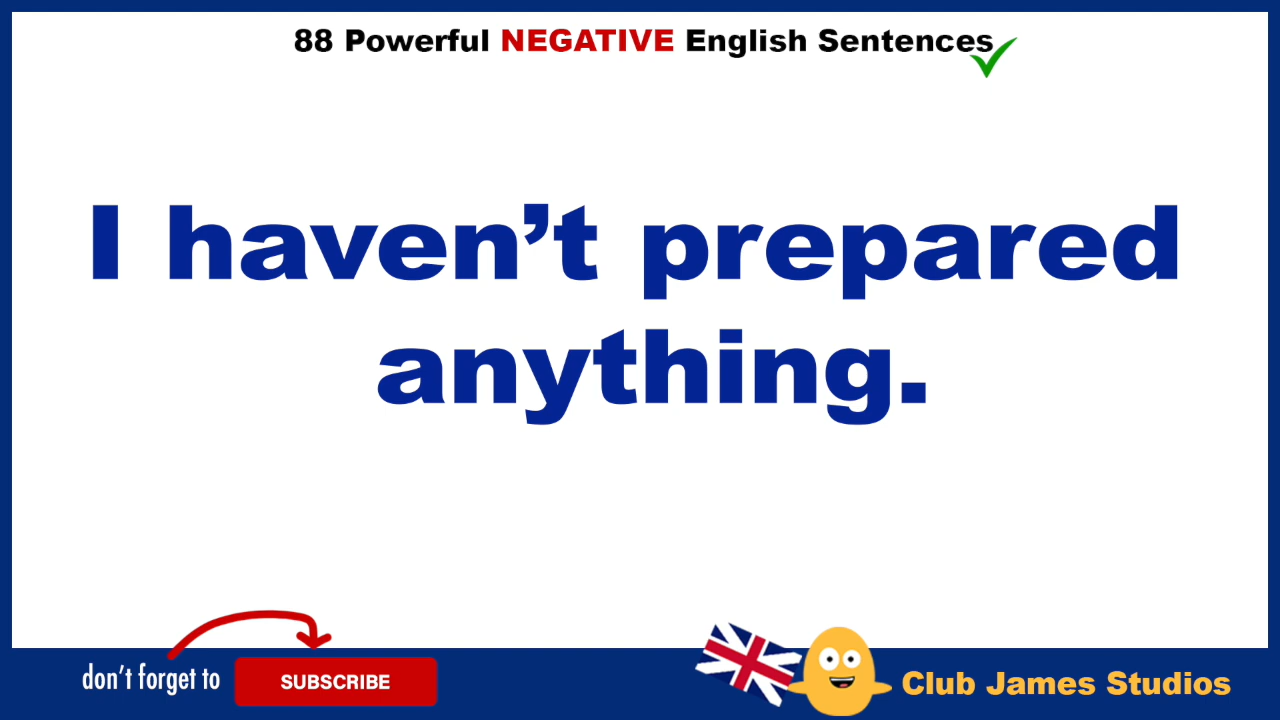 88 Powerful NEGATIVE English Sentences
I haven’t prepared
anything.
don’t forget to
SUBSCRIBE
Club James Studios